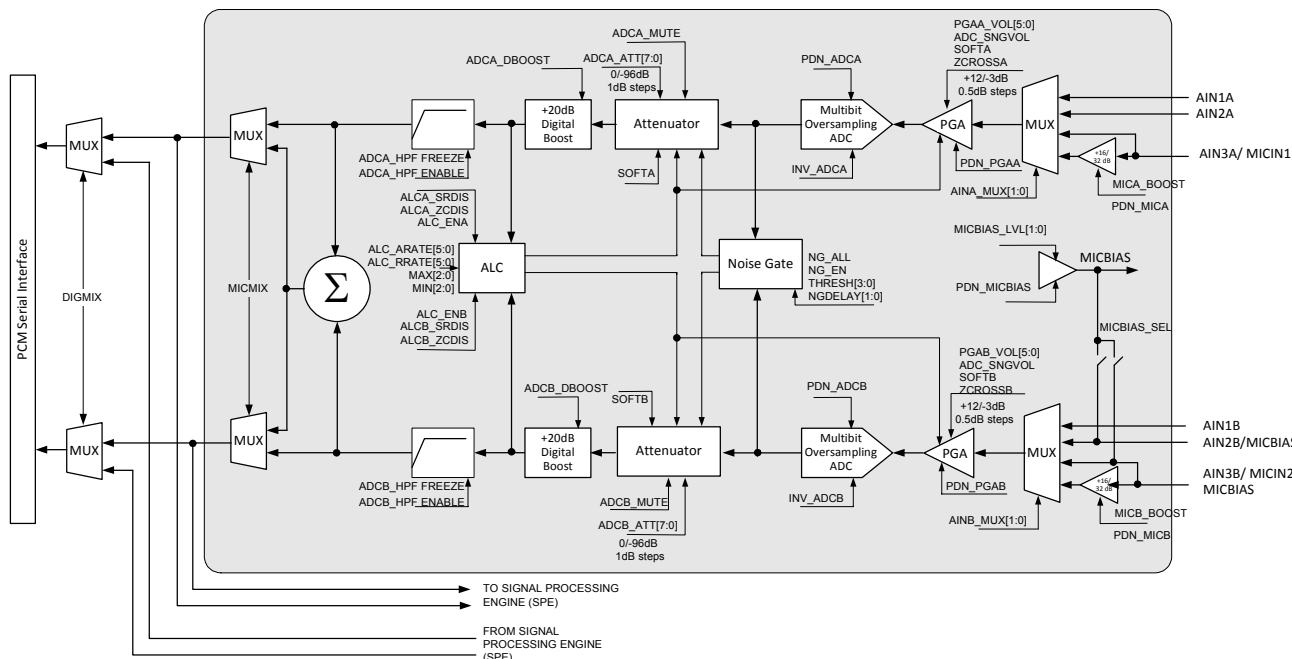 ADCA_MUTE
PGAA_VOL[5:0]
ADC_SNGVOL
SOFTA
ZCROSSA
ADCA_DBOOST
ADCA_ATT[7:0]
0/-96dB
1dB steps
PDN_ADCA
+12/-3dB
0.5dB steps
MUX
MUX
+20dB
Digital
Boost
Attenuator
Multibit
Oversampling
ADC
PGA
MUX
AIN1A
AIN2A
AIN3A/ MICIN1
+16/
32 dB
ADCA_HPF FREEZE
ADCA_HPF ENABLE
SOFTA
INV_ADCA
PDN_PGAA
AINA_MUX[1:0]
MICA_BOOST
PDN_MICA
ALCA_SRDIS
ALCA_ZCDIS
ALC_ENA
ALC_ARATE[5:0]
ALC_RRATE[5:0]
MAX[2:0]
MIN[2:0]
ALC
Noise Gate
NG_ALL
NG_EN
THRESH[3:0]
NGDELAY[1:0]
MICBIAS_LVL[1:0]
MICBIAS
PDN_MICBIAS
PCM Serial Interface
DIGMIX
MICMIX
Σ
ALC_ENB
ALCB_SRDIS
ALCB_ZCDIS
MICBIAS_SEL
PGAB_VOL[5:0]
ADC_SNGVOL
SOFTB
ZCROSSB
ADCB_DBOOST
SOFTB
PDN_ADCB
+12/-3dB
0.5dB steps
MUX
MUX
+20dB
Digital
Boost
Attenuator
Multibit
Oversampling
ADC
PGA
MUX
AIN1B
AIN2B/MICBIAS
AIN3B/ MICIN2
MICBIAS
+16/
32 dB
ADCB_HPF FREEZE
ADCB_HPF ENABLE
ADCB_MUTE
ADCB_ATT[7:0]
0/-96dB
1dB steps
INV_ADCB
PDN_PGAB
AINB_MUX[1:0]
MICB_BOOST
PDN_MICB
TO SIGNAL PROCESSING
ENGINE (SPE)
FROM SIGNAL
PROCESSING ENGINE
(SPE)